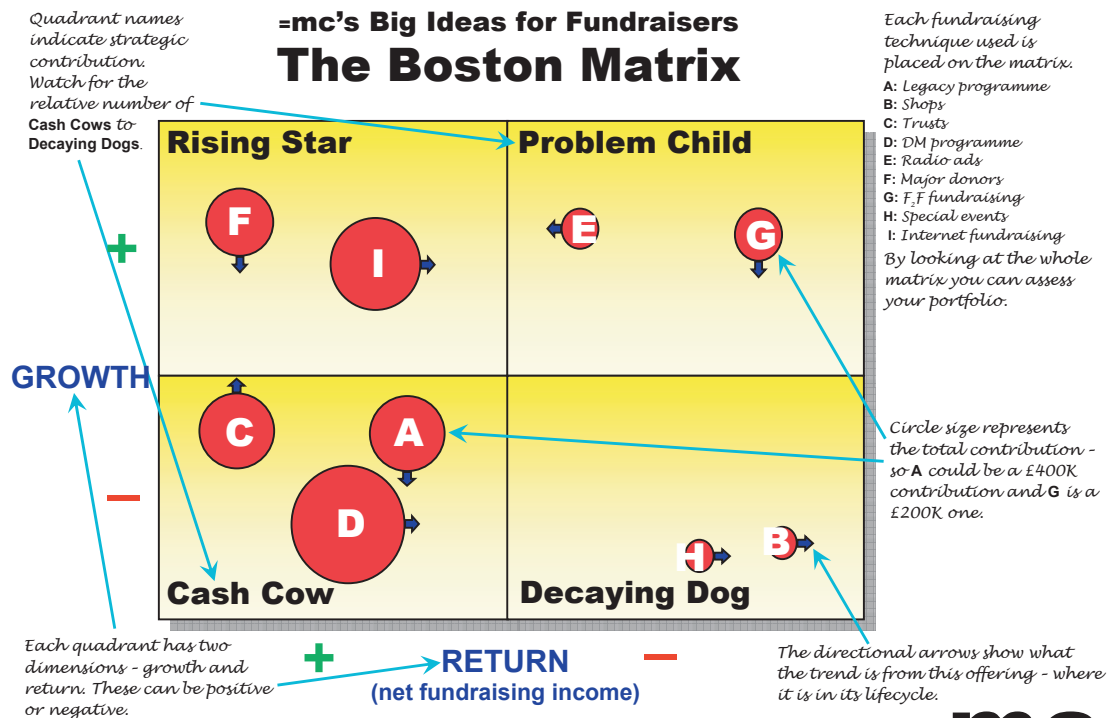 =mc's Big Ideas for Fundraisers
The Boston Matrix
Quadrant names
indicate strategic
contribution.
Watch for the
relative number of
Cash Cows to
Decaying Dogs.
Each fundraising
technique used is
placed on the matrix.
A: Legacy programme
B: Shops
C: Trusts
D: DM programme
E: Radio ads
F: Major donors
G: F2F fundraising
H: Special events
I: Internet fundraising
By looking at the whole
matrix you can assess
your portfolio.
Rising Star
Problem Child
F
I
E
G
+
GROWTH
C
A
D
H
B
–
Cash Cow
Decaying Dog
Circle size represents
the total contribution –
so A could be a £400K
contribution and G is a
£200K one.
Each quadrant has two
dimensions – growth and
return. These can be positive
or negative.
+
RETURN
–
(net fundraising income)
The directional arrows show what
the trend is from this offering – where
it is in its lifecycle.